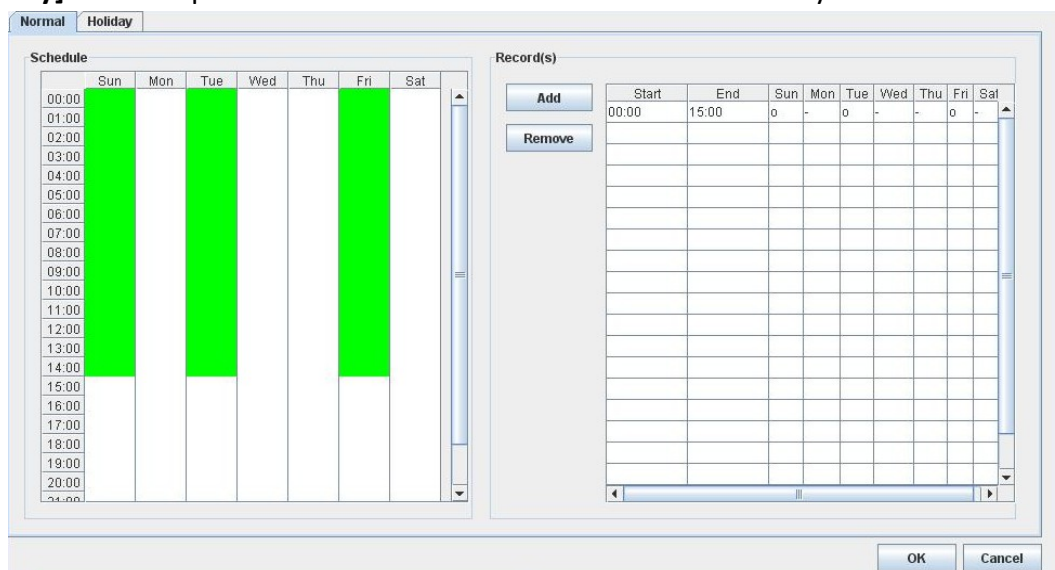 Normal Holiday
Schedule
Sun Mon Tue Wed Thu Fri Sat
00:00
01:00
02:00
03:00
04:00
05:00
06:00
07:00
08:00
09:00
10:00
11:00
12:00
13:00
14:00
15:00
16:00
17:00
18:00
19:00
20:00
21:00
Record(s)
Add
Remove
Start End Sun Mon Tue Wed Thu Fri Sat
00:00 15:00 o - o - - o -
OK Cancel